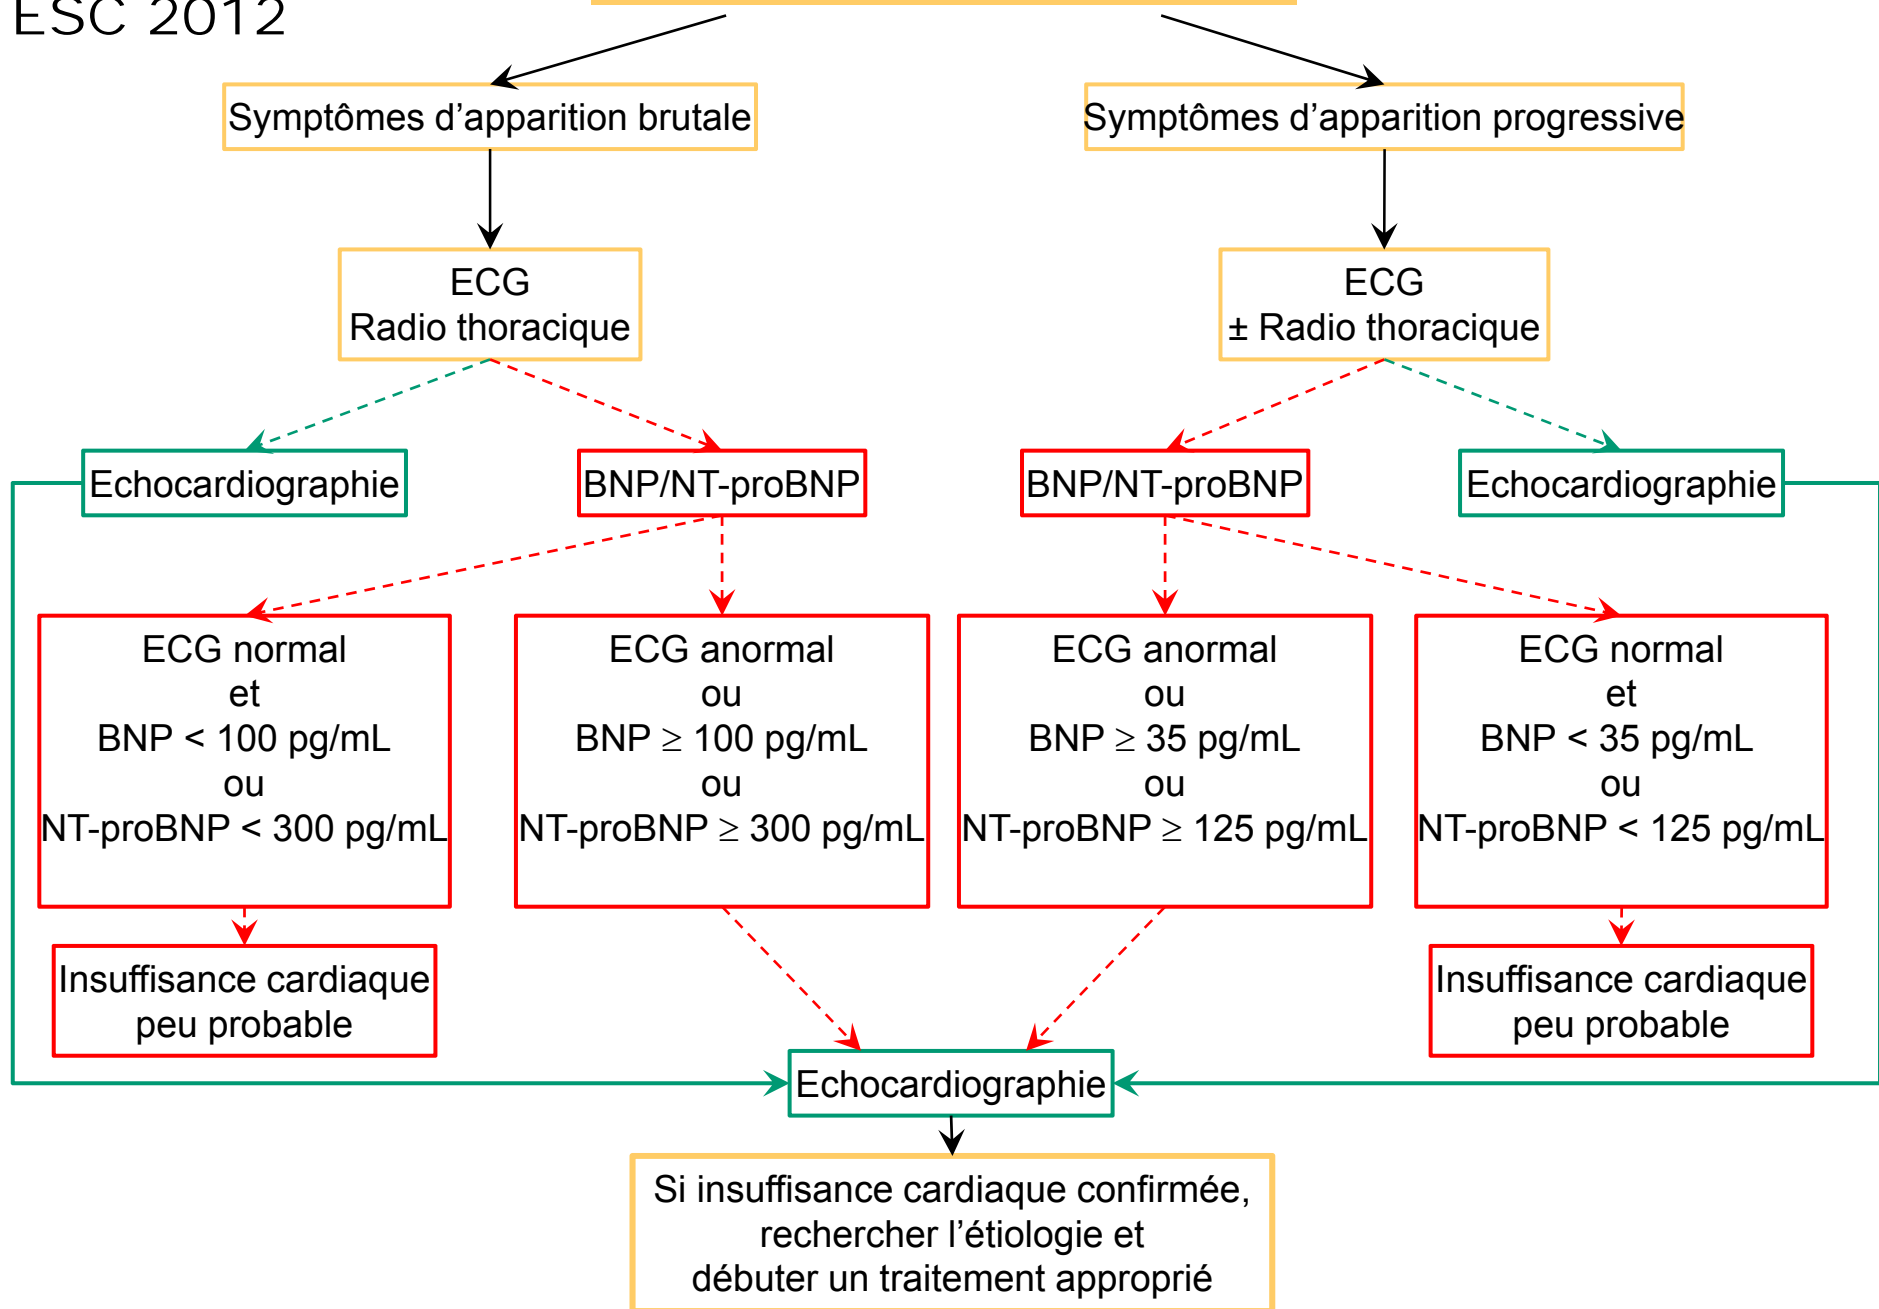 ESC 2012
Symptômes d’apparition brutale
Symptômes d’apparition progressive
ECG
Radio thoracique
ECG
± Radio thoracique
Echocardiographie
BNP/NT-proBNP
BNP/NT-proBNP
Echocardiographie
ECG normal
et
BNP < 100 pg/mL
ou
NT-proBNP < 300 pg/mL
ECG anormal
ou
BNP ≥ 100 pg/mL
ou
NT-proBNP ≥ 300 pg/mL
ECG anormal
ou
BNP ≥ 35 pg/mL
ou
NT-proBNP ≥ 125 pg/mL
ECG normal
et
BNP < 35 pg/mL
ou
NT-proBNP < 125 pg/mL
Insuffisance cardiaque
peu probable
Insuffisance cardiaque
peu probable
Echocardiographie
Si insuffisance cardiaque confirmée,
rechercher l’étiologie et
débuter un traitement approprié